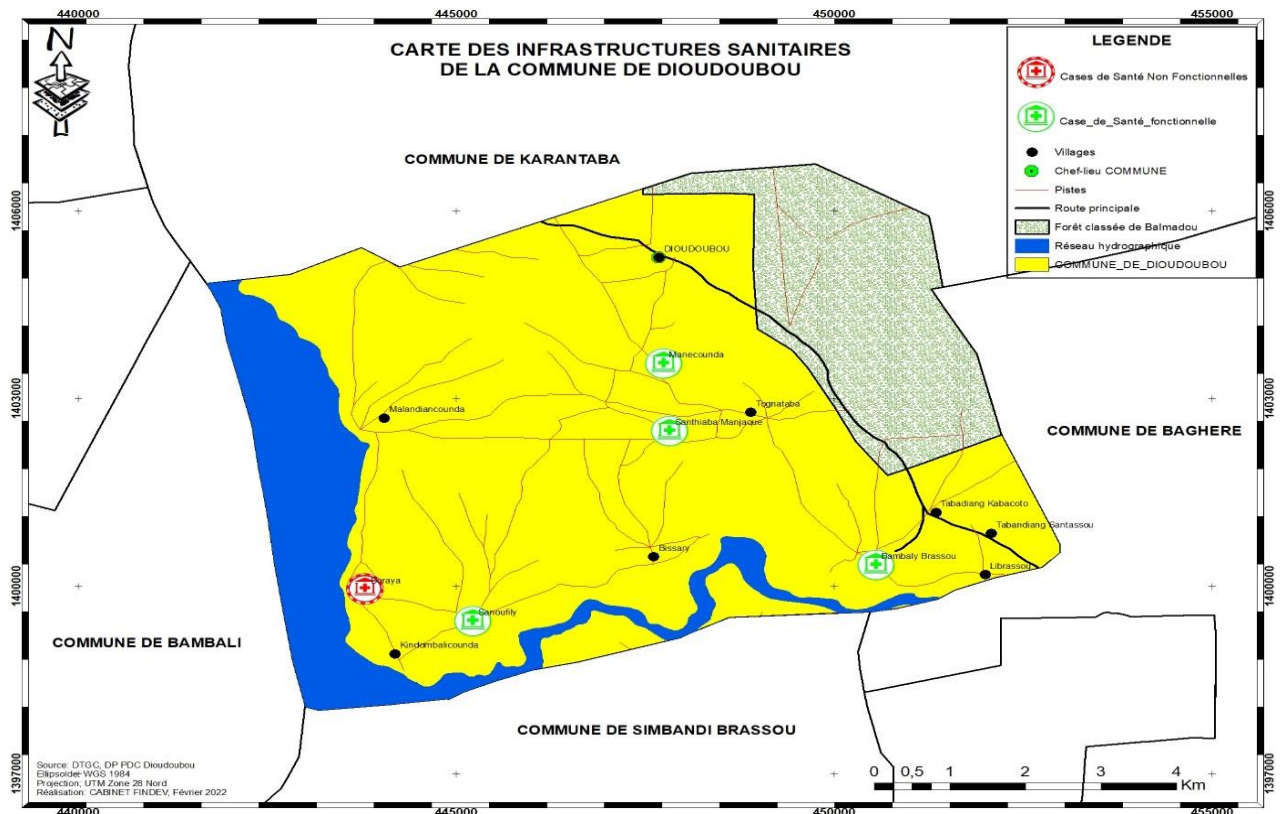 440000
445000
450000
455000
N
CARTE DES INFRASTRUCTURES SANITAIRES
DE LA COMMUNE DE DIOUDOUBOU
LEGENDE
Cases de Santé Non Fonctionnelles
Case_de_Santé_fonctionnelle
Villages
Chef-lieu COMMUNE
Pistes
Route principale
Forêt classée de Balmadou
Réseau hydrographique
COMMUNE_DE_DIOUDOUBOU
COMMUNE DE KARANTABA
1406000
1406000
DIOUDOUBOU
Manecounda
1403000
1403000
Malandiancounda
Tognataba
Santhiaba Manjaque
COMMUNE DE BAGHERE
Tabadiang Kabacoto
Tabandiang Santassou
Bissary
Bambaly Brassou
Librassou
1400000
1400000
Boraya
Sanoufily
COMMUNE DE BAMBALI
Kindombalicounda
COMMUNE DE SIMBANDI BRASSOU
1397000
1397000
Source: DTGC, DP PDC Dioudoubou
Ellipsoide: WGS 1984
Projection; UTM Zone 28 Nord
Réalisation: CABINET FINDEV, Février 2022
0 0,5 1 2 3 4
Km
440000
445000
450000
455000